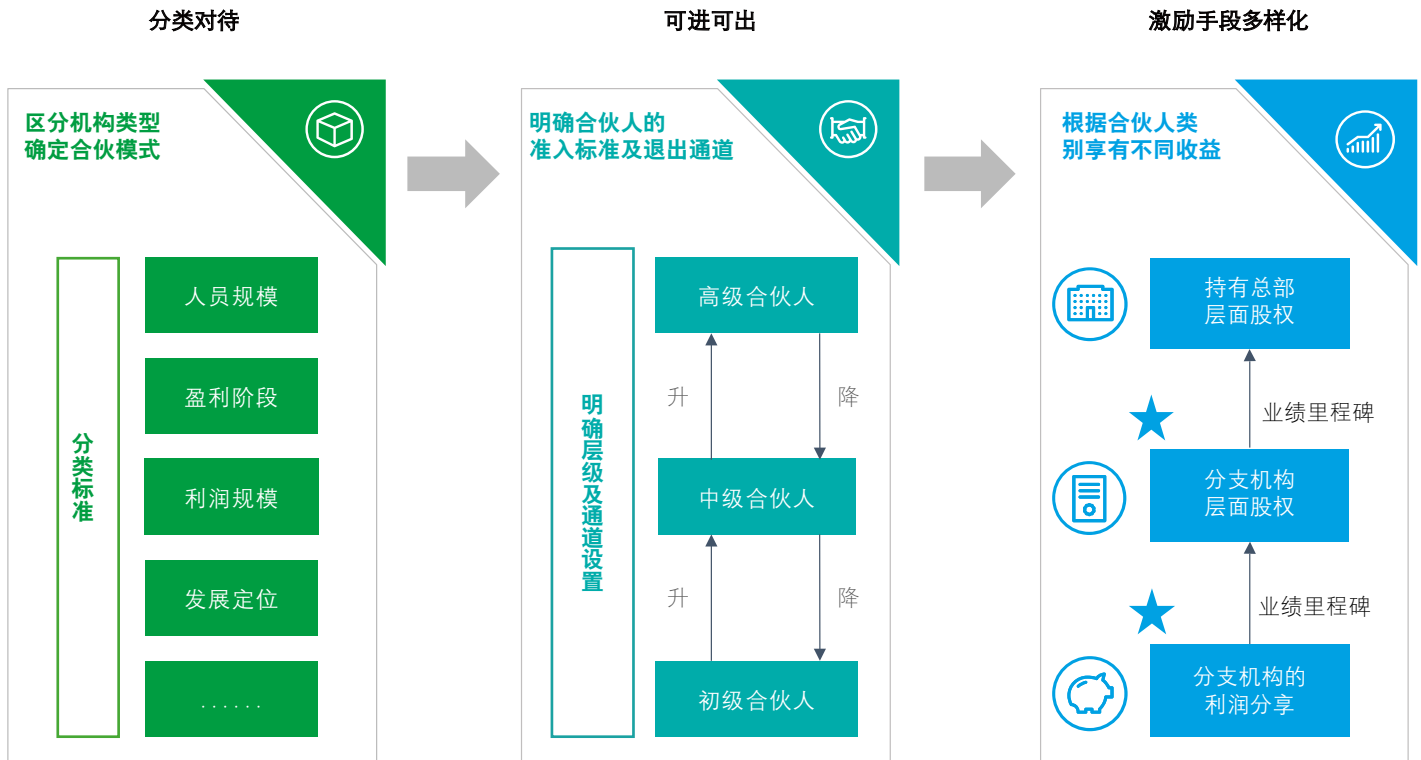 分类对待
可进可出
激励手段多样化
区分机构类型
确定合伙模式
分类标准
人员规模
盈利阶段
利润规模
发展定位
......
明确合伙人的
准入标准及退出通道
明确层级及通道设置
高级合伙人
升
降
中级合伙人
升
降
初级合伙人
根据合伙人类
别享有不同收益
持有总部
层面股权
业绩里程碑
分支机构
层面股权
业绩里程碑
分支机构的
利润分享